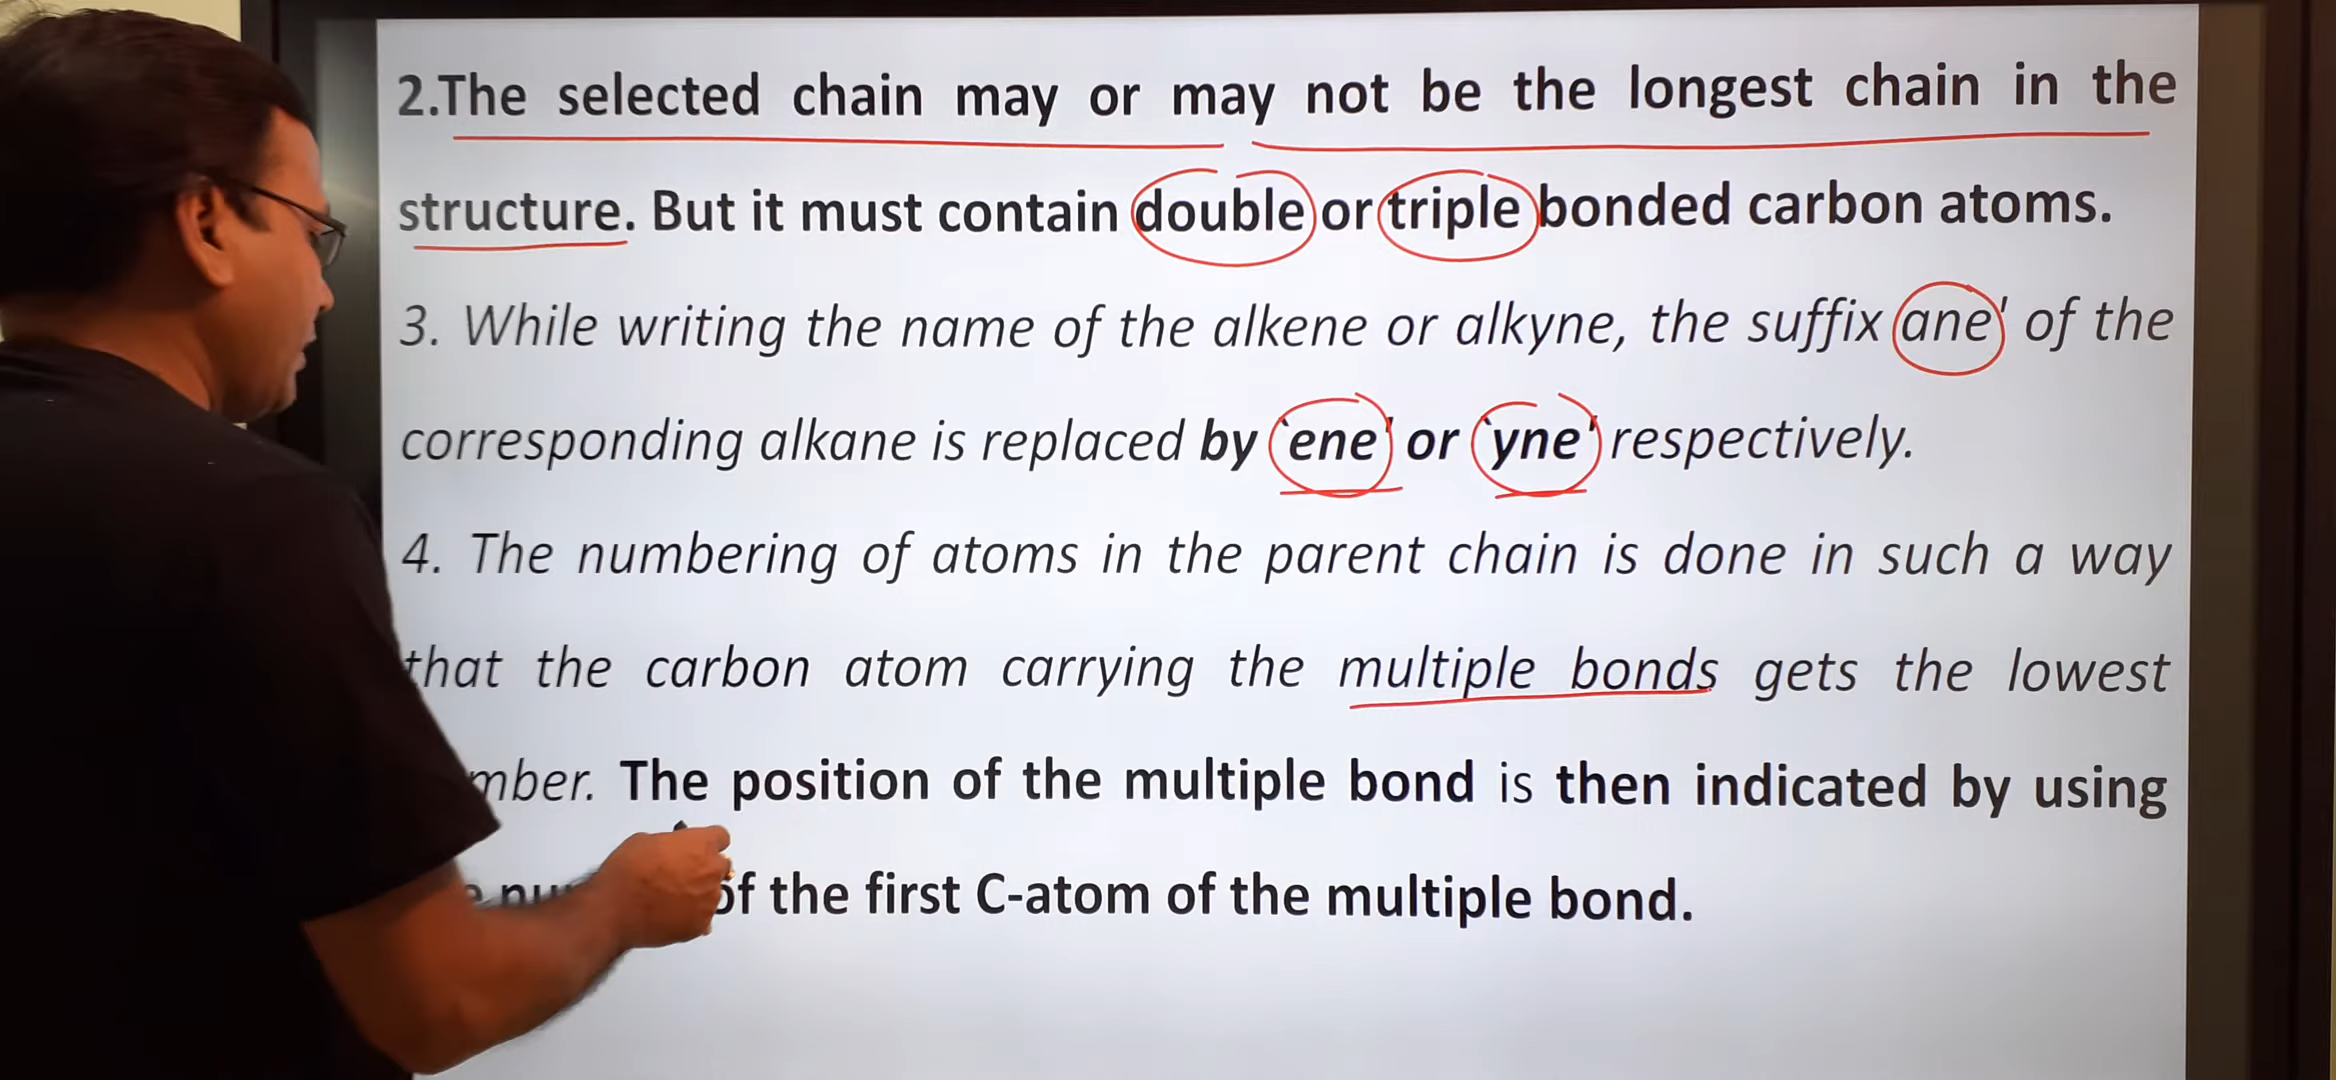 2.The selected chain may or may not be the longest chain in the
structure. But it must contain double or triple bonded carbon atoms.
3. While writing the name of the alkene or alkyne, the suffix ane' of the
corresponding alkane is replaced by ‘ene' or ‘yne' respectively.
4. The numbering of atoms in the parent chain is done in such a way
that the carbon atom carrying the multiple bonds gets the lowest
mber. The position of the multiple bond is then indicated by using
of the first C-atom of the multiple bond.